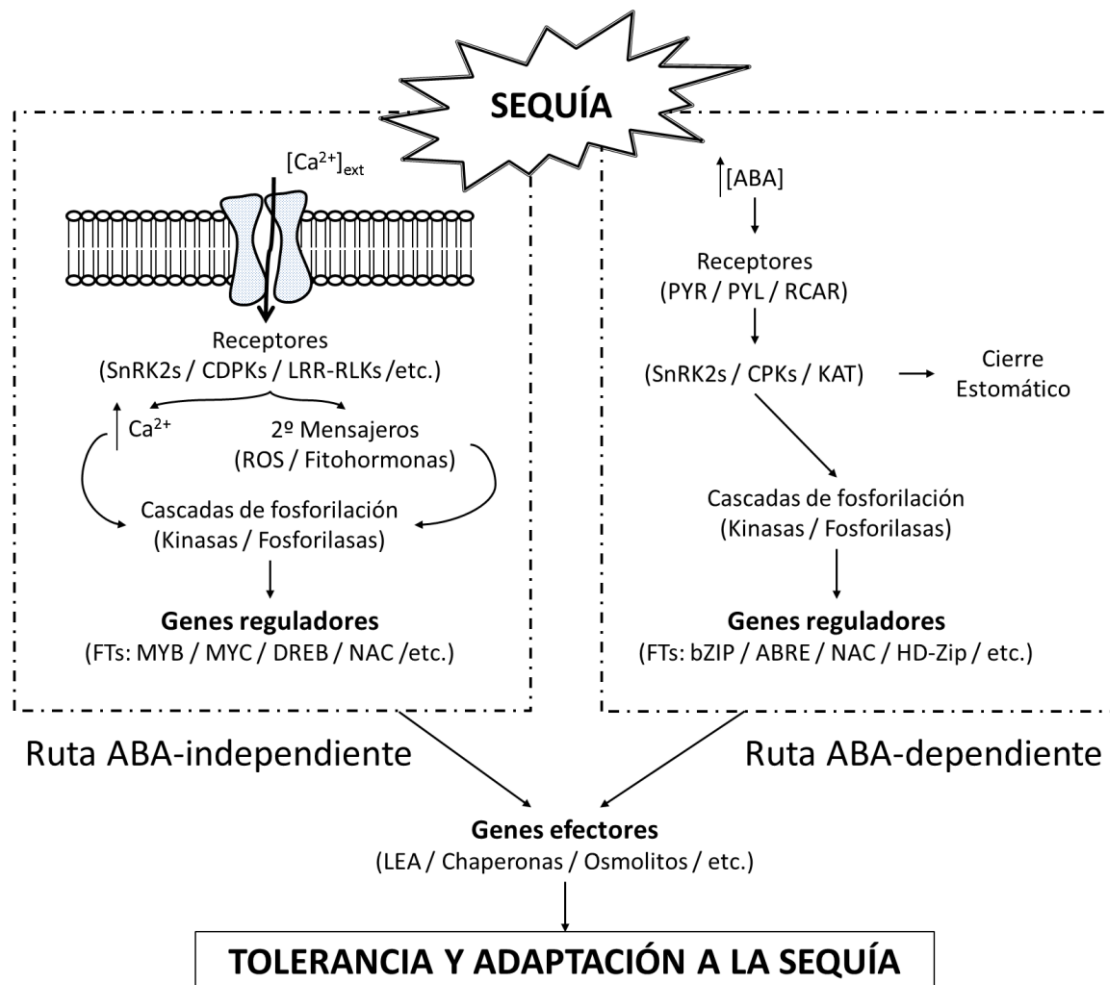 SEQUÍA
[Ca²⁺]ext
Receptores
(SnRK2s / CDPKs / LRR-RLKs /etc.)
Ca²⁺
2º Mensajeros
(ROS / Fitohormonas)
Cascadas de fosforilación
(Kinasas / Fosforilasas)
Genes reguladores
(FTs: MYB / MYC / DREB / NAC /etc.)
Ruta ABA-independiente
[ABA]
Receptores
(PYR / PYL / RCAR)
(SnRK2s / CPKs / KAT)
Cierre
Estomático
Cascadas de fosforilación
(Kinasas / Fosforilasas)
Genes reguladores
(FTs: bZIP / ABRE / NAC / HD-Zip / etc.)
Ruta ABA-dependiente
Genes efectores
(LEA / Chaperonas / Osmolitos / etc.)
TOLERANCIA Y ADAPTACIÓN A LA SEQUÍA